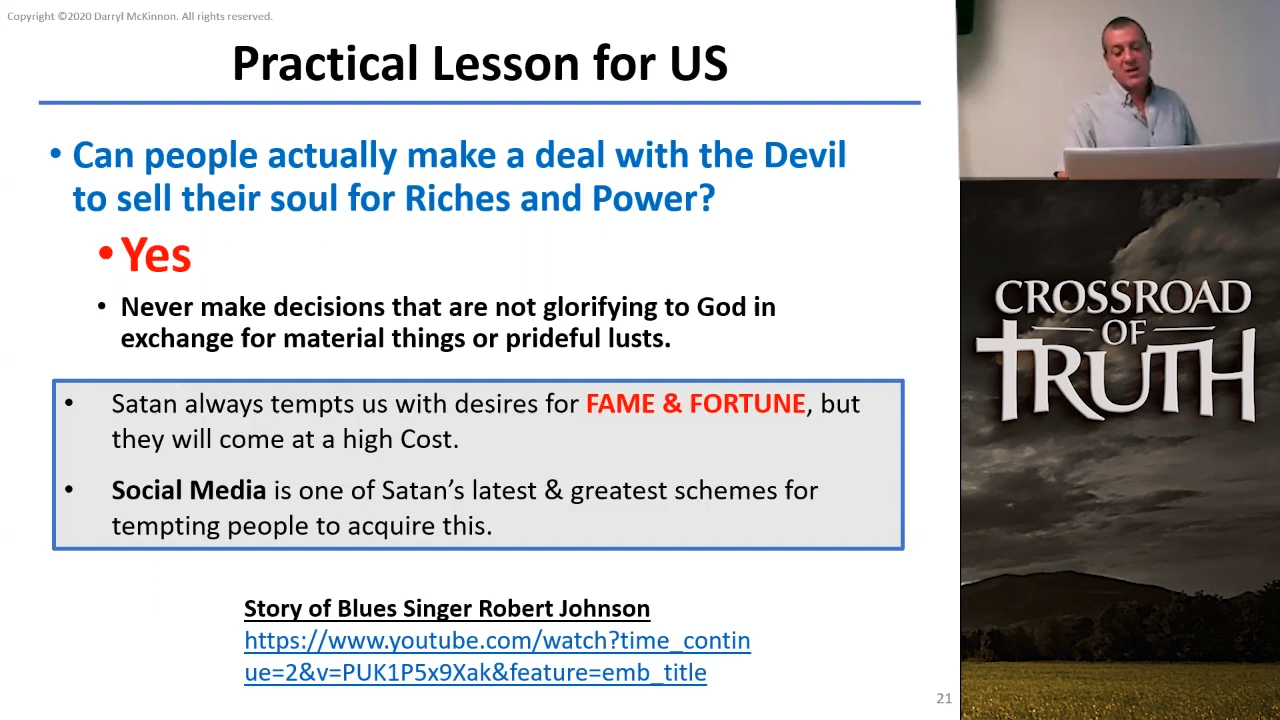 Copyright ©2020 Darryl McKinnon. All rights reserved.
Practical Lesson for US
• Can people actually make a deal with the Devil
to sell their soul for Riches and Power?
• Yes
• Never make decisions that are not glorifying to God in
exchange for material things or prideful lusts.
• Satan always tempts us with desires for FAME & FORTUNE, but
they will come at a high Cost.
• Social Media is one of Satan's latest & greatest schemes for
tempting people to acquire this.
Story of Blues Singer Robert Johnson
https://www.youtube.com/watch?time_contin
ue=2&v=PUK1P5x9Xak&feature=emb_title
21
CROSSROAD
OF
TRUTH